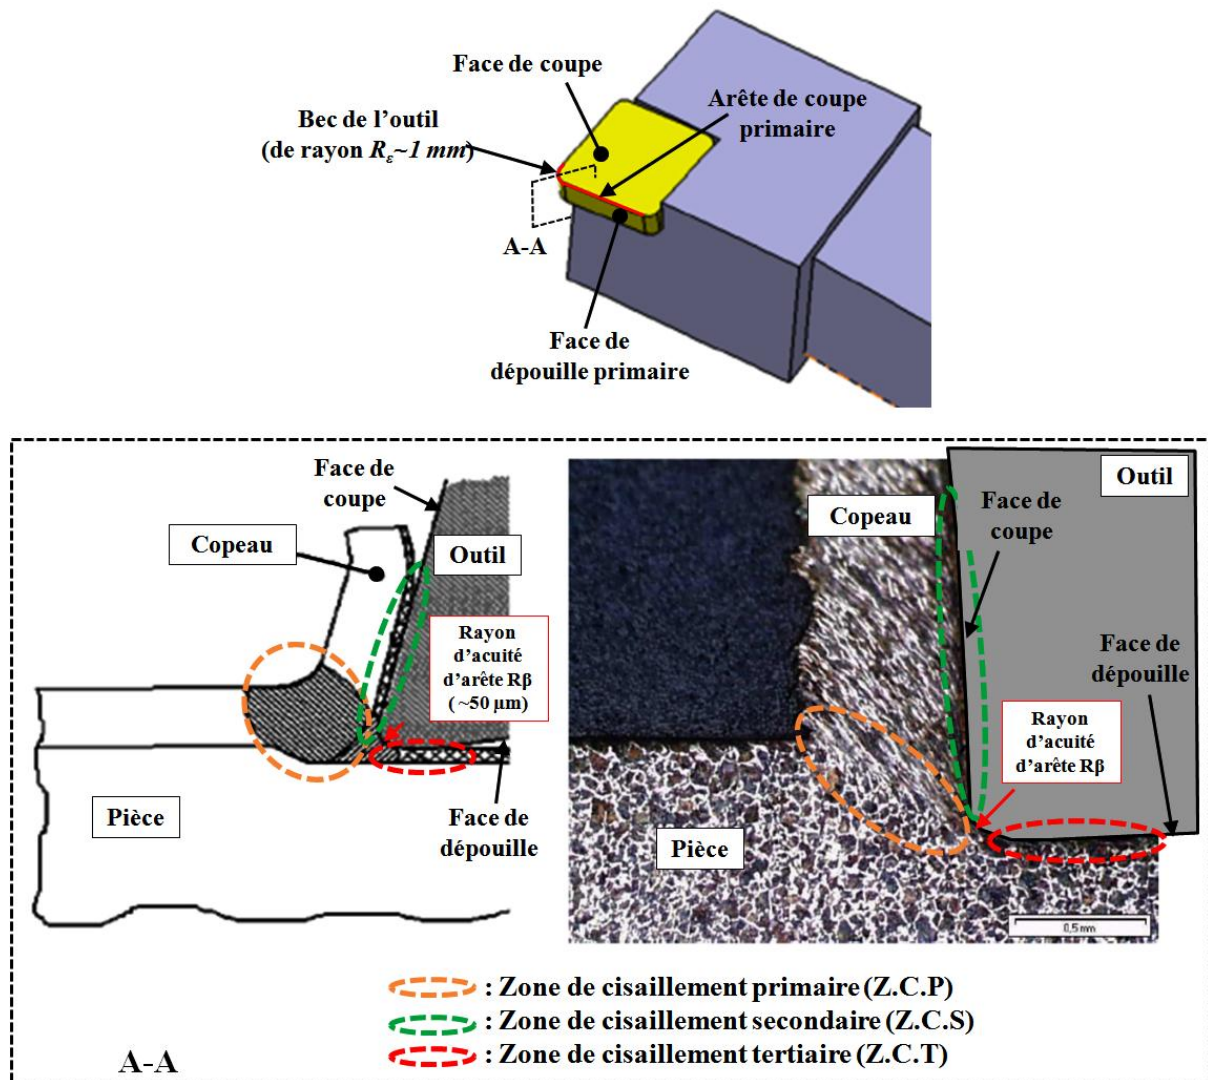 Face de coupe
Arête de coupe
primaire
Bec de l'outil
(de rayon Rε~1 mm)
A-A
Face de
dépouille primaire
Face de
coupe
Copeau
Outil
Rayon
d'acuité
d'arête Rβ
( ~50 µm)
Pièce
Face de
dépouille
Outil
Copeau
Face de
coupe
Face de
dépouille
Rayon
d'acuité
d'arête Rβ
Pièce
0,5 mm
: Zone de cisaillement primaire (Z.C.P)
: Zone de cisaillement secondaire (Z.C.S)
: Zone de cisaillement tertiaire (Z.C.T)
A-A